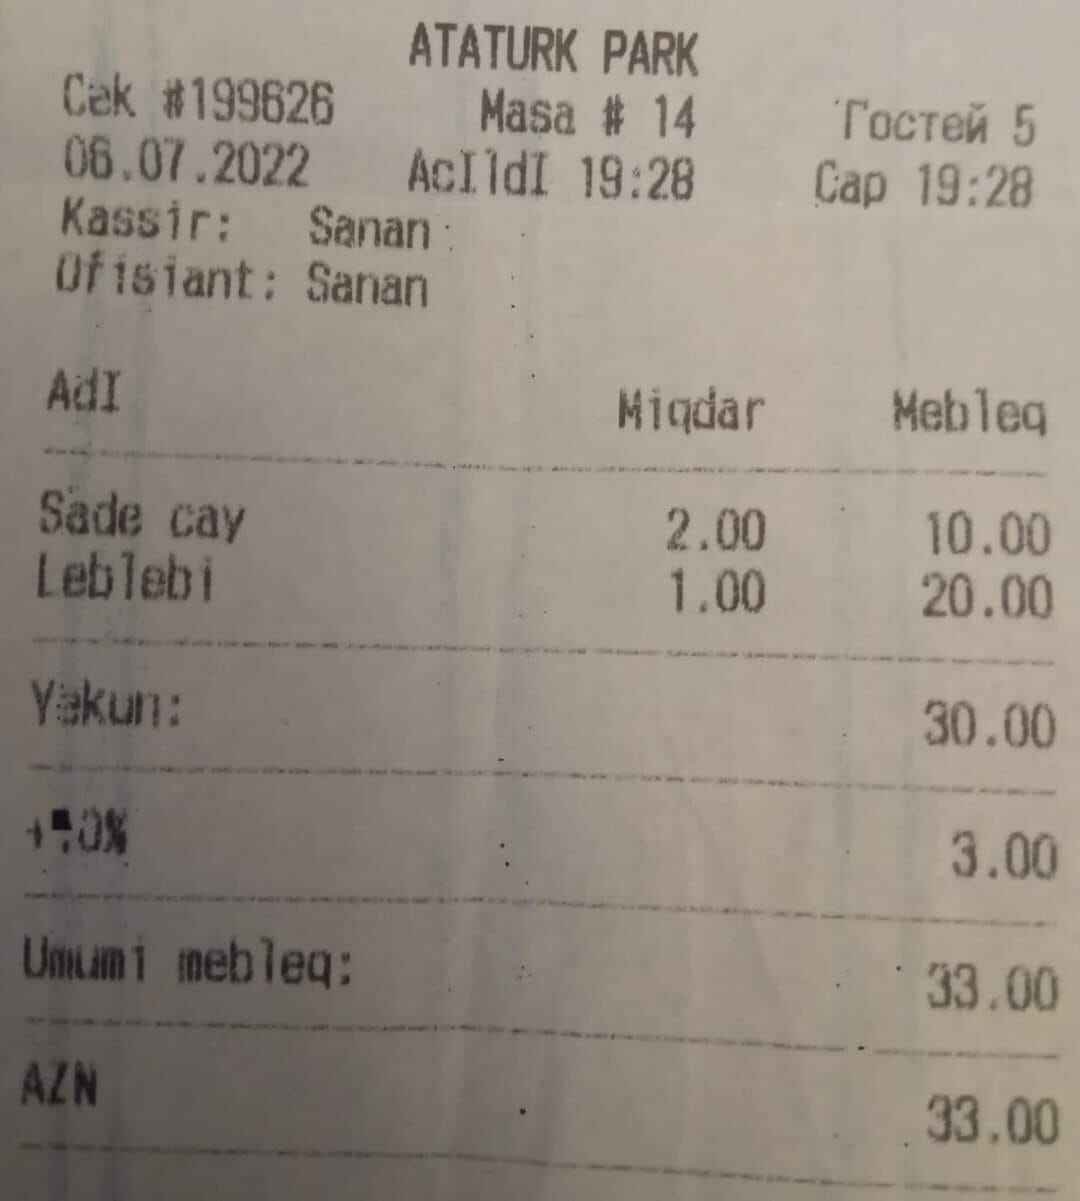 ATATURK PARK
Cek #199626 Masa # 14 Гостей 5
06.07.2022 AcIldI 19:28 Cap 19:28
Kassir: Sanan
Ofisiant: Sanan
AdI Miqdar Mebleq
Sade cay 2.00 10.00
Leblebi 1.00 20.00
Yekun: 30.00
3.00
Umumi mebleq: 33.00
AZN 33.00